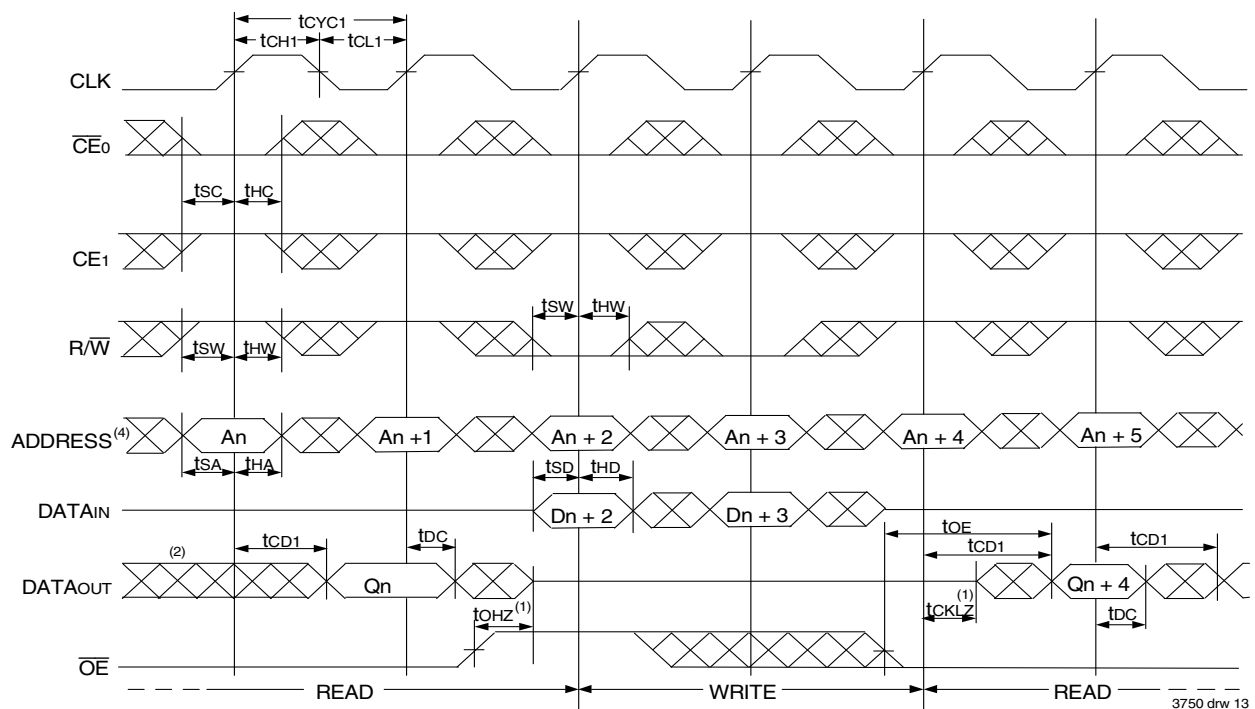 tCYC1
tCH1 tCL1
CLK
CE0
tSC tHC
CE1
tSW tHW
R/W
tSW tHW
ADDRESS(4) An An +1 An + 2 An + 3 An + 4 An + 5
tSA tHA
tSD tHD
DATAIN Dn + 2 Dn + 3
tOE
(2) tCD1 tDC tCD1 tCD1
DATAOUT Qn Qn + 4
tOHZ(1) tCKLZ(1) tDC
OE
READ WRITE READ
3750 drw 13